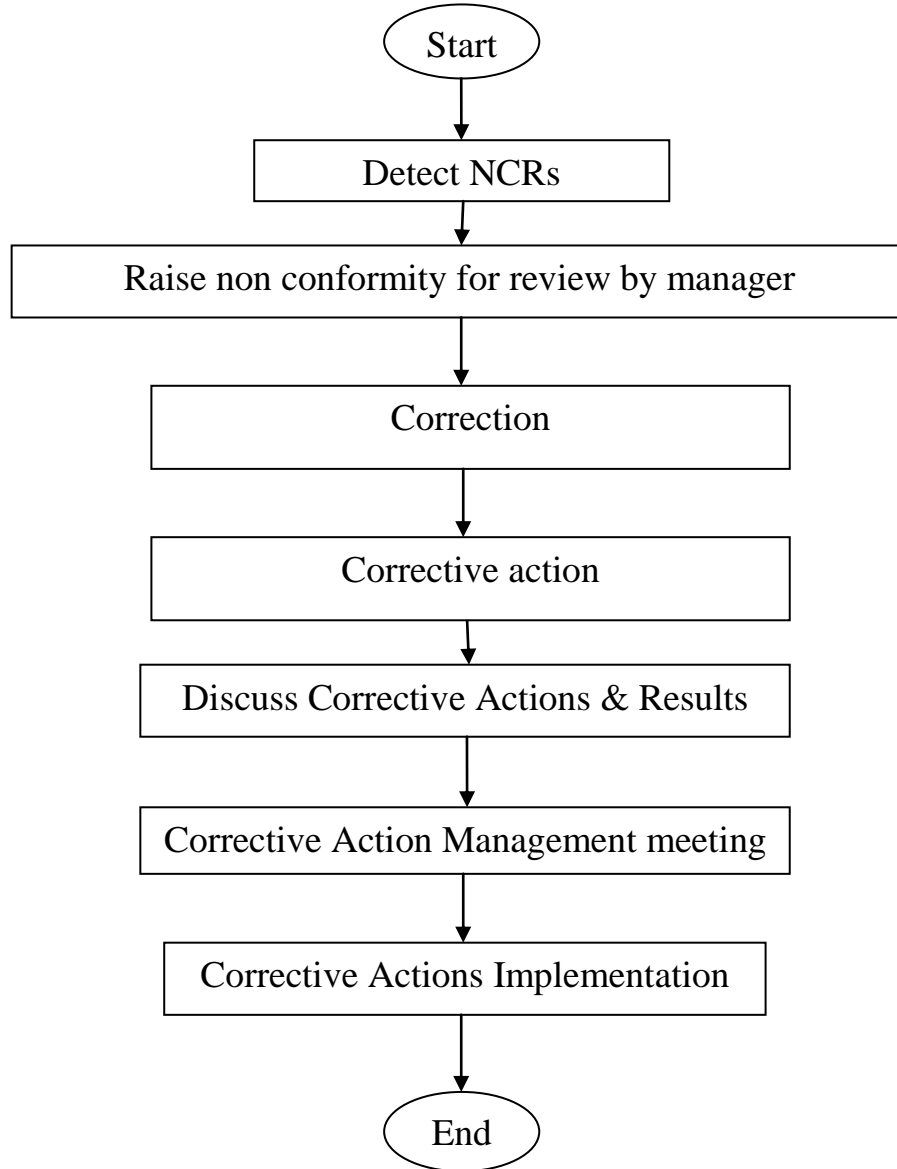 Start
Detect NCRs
Raise non conformity for review by manager
Correction
Corrective action
Discuss Corrective Actions & Results
Corrective Action Management meeting
Corrective Actions Implementation
End